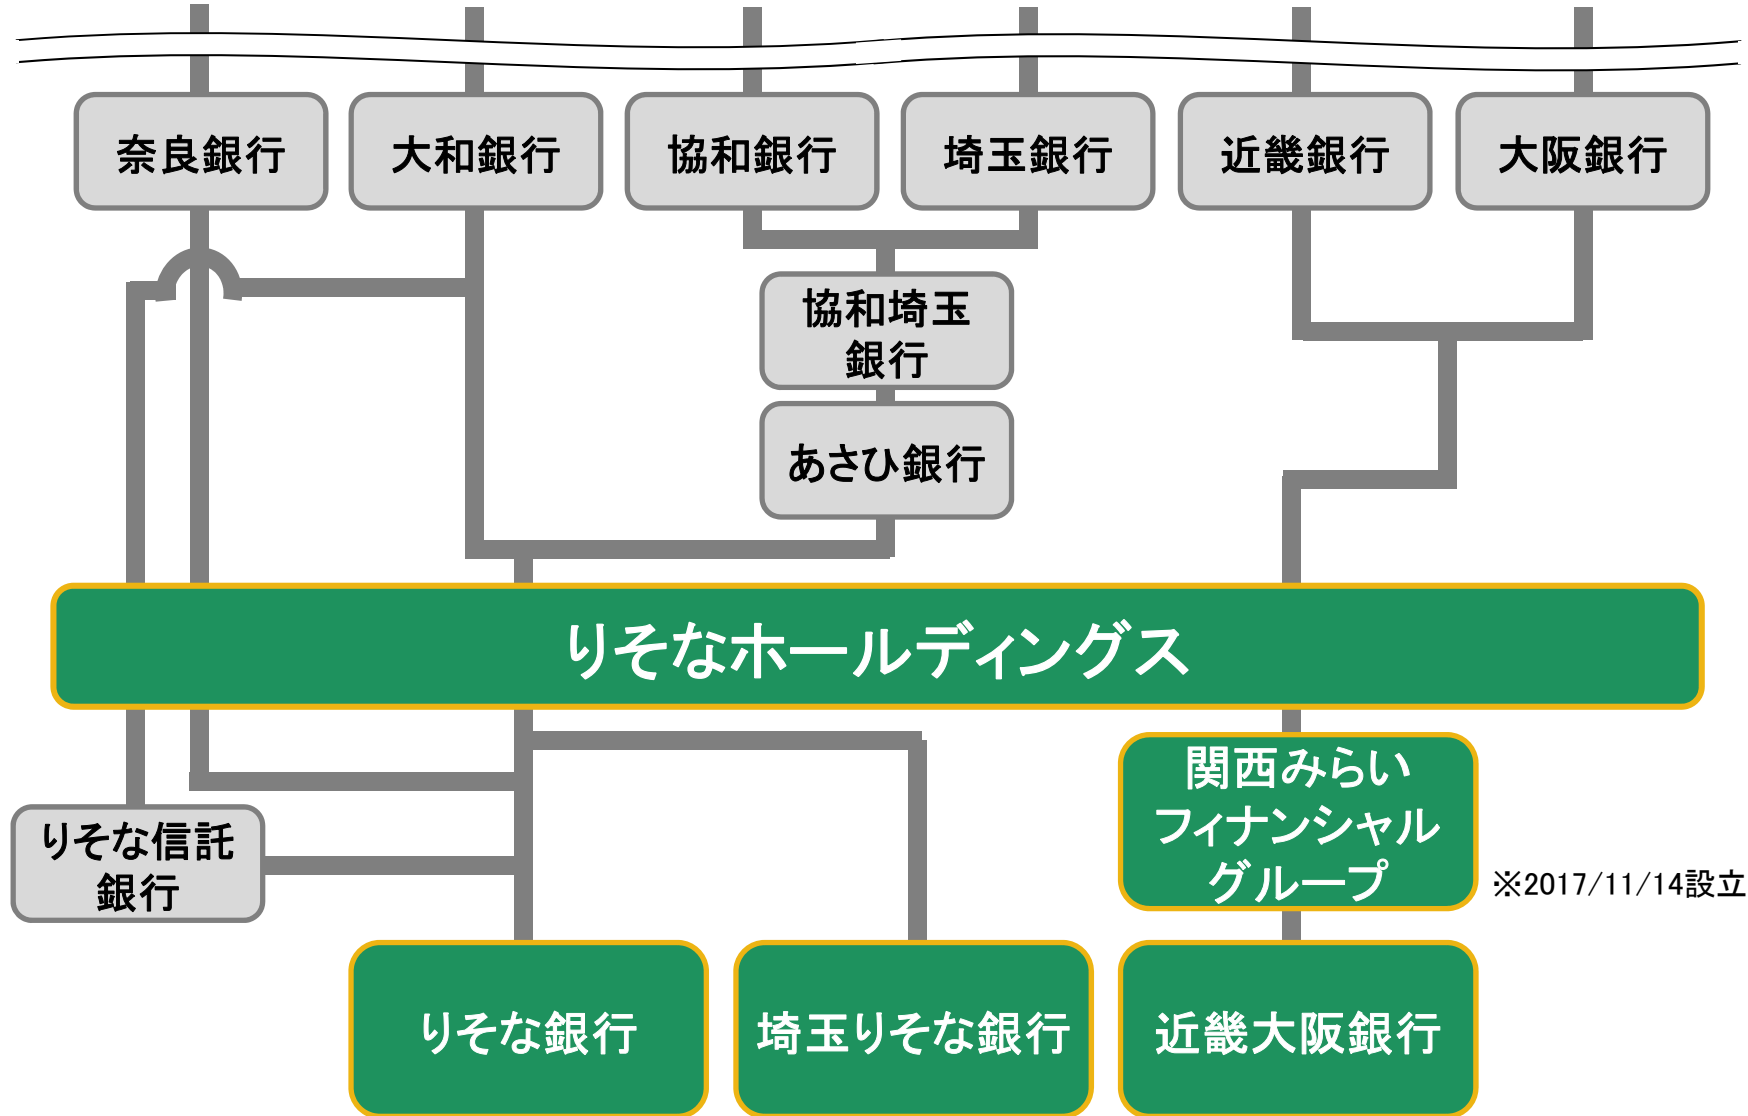 奈良銀行
大和銀行
協和銀行
埼玉銀行
近畿銀行
大阪銀行
協和埼玉
銀行
あさひ銀行
りそなホールディングス
関西みらい
フィナンシャル
グループ
※2017/11/14設立
りそな信託
銀行
りそな銀行
埼玉りそな銀行
近畿大阪銀行